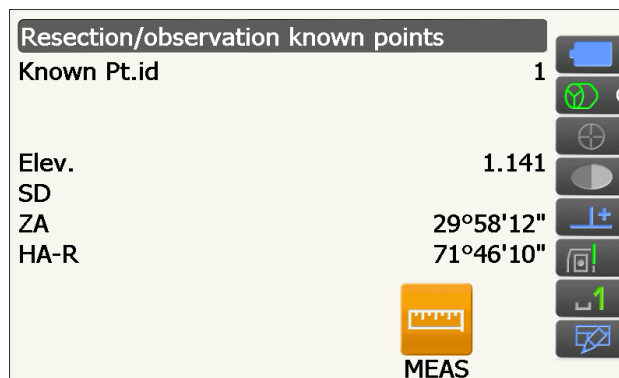 Resection/observation known points
Known Pt.id 1
Elev. 1.141
SD
ZA 29°58'12"
HA-R 71°46'10"
1
MEAS